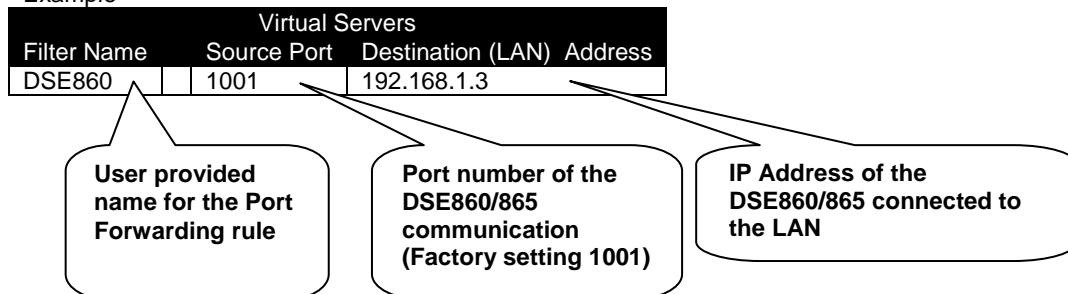 Example
Virtual Servers
Filter Name Source Port Destination (LAN) Address
DSE860 1001 192.168.1.3
User provided
name for the Port
Forwarding rule
Port number of the
DSE860/865
communication
(Factory setting 1001)
IP Address of the
DSE860/865 connected to
the LAN